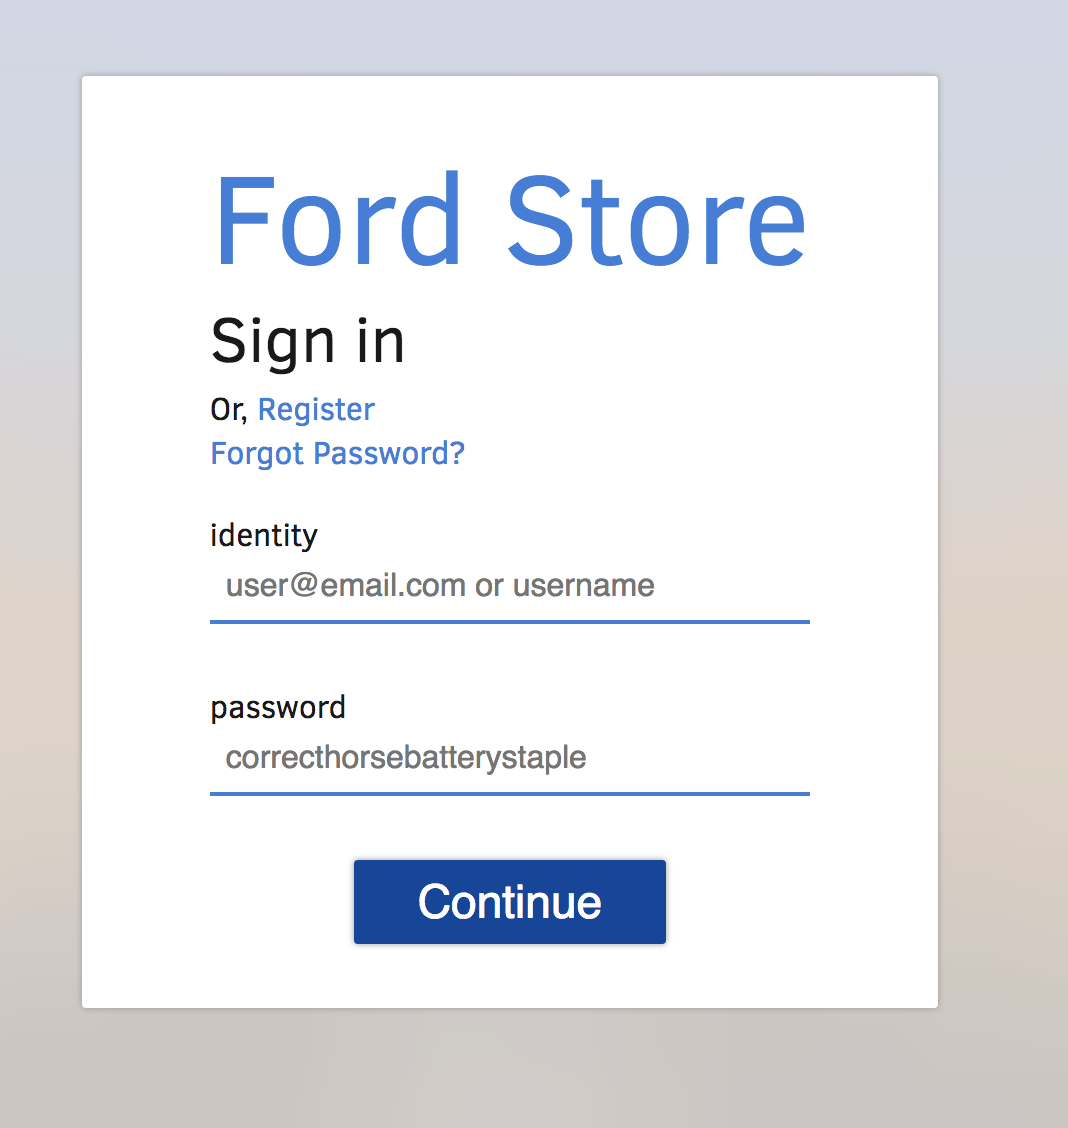 Ford Store
Sign in
Or, Register
Forgot Password?
identity
user@email.com or username
password
correcthorsebatterystaple
Continue